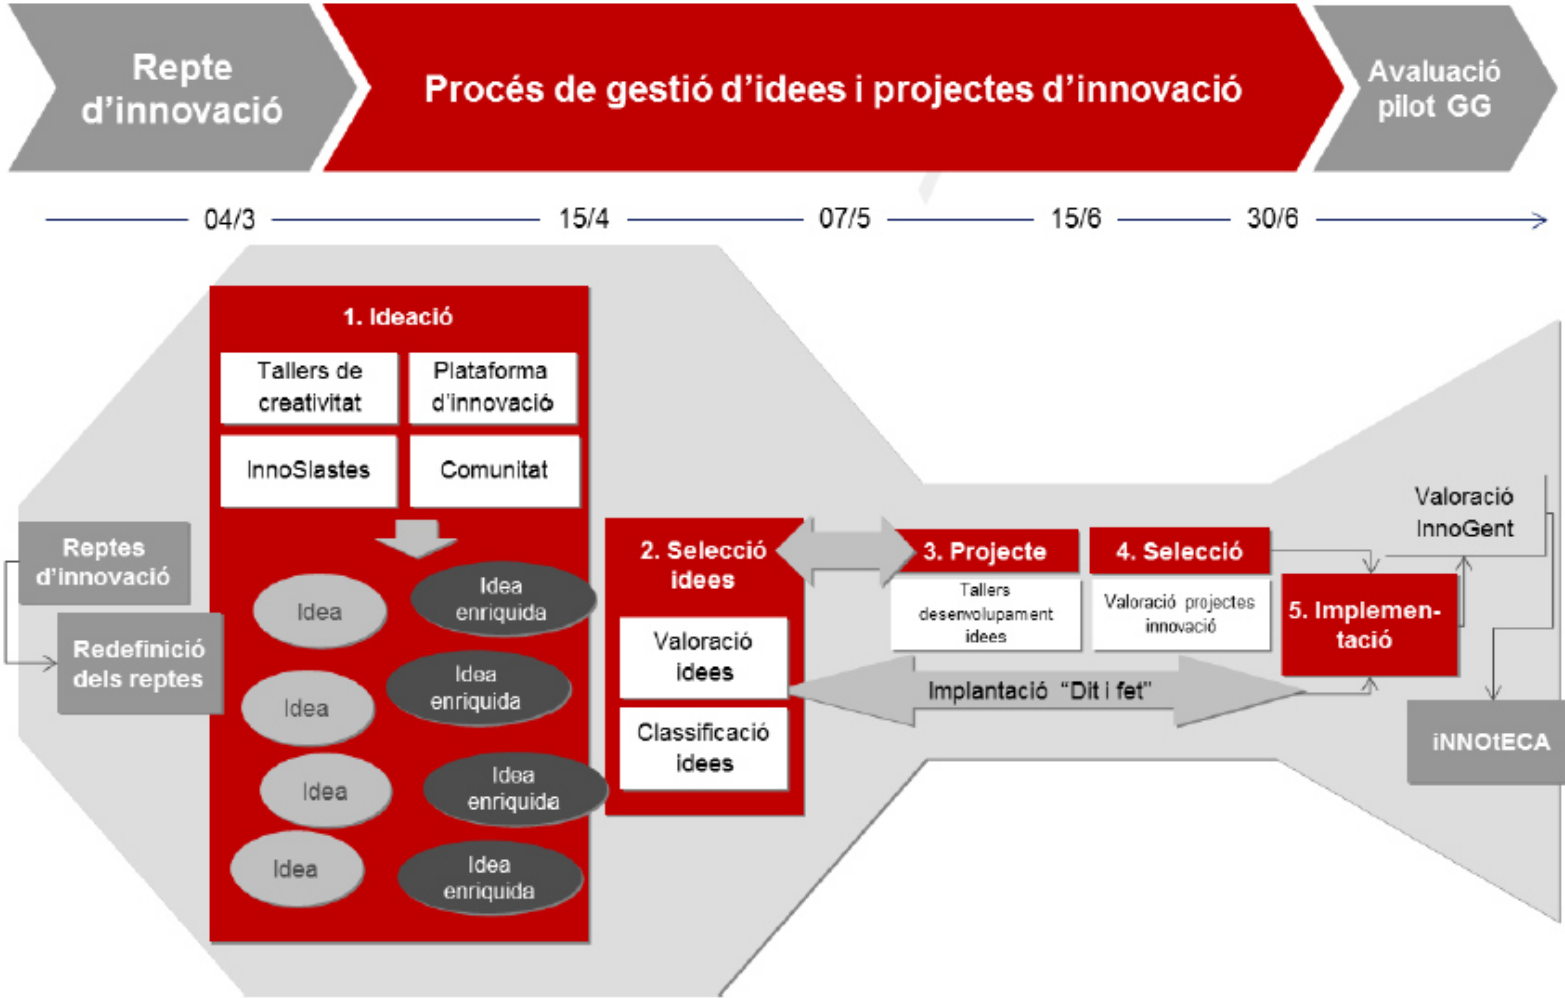 Repte
d'innovació
Procés de gestió d'idees i projectes d'innovació
Avaluació
pilot GG
04/3
15/4
07/5
15/6
30/6
1. Ideació
Tallers de
creativitat
Plataforma
d'innovació
InnoSlastes
Comunitat
Reptes
d'innovació
Redefinició
dels reptes
Idea
Idea
enriquida
Idea
Idea
enriquida
Idea
Idea
enriquida
Idea
Idea
enriquida
2. Selecció
idees
Valoració
idees
Classificació
idees
3. Projecte
Tallers
desenvolupament
idees
4. Selecció
Valoració projectes
innovació
Implantació "Dit i fet"
5. Implemen-
tació
Valoració
InnoGent
iNNOtECA